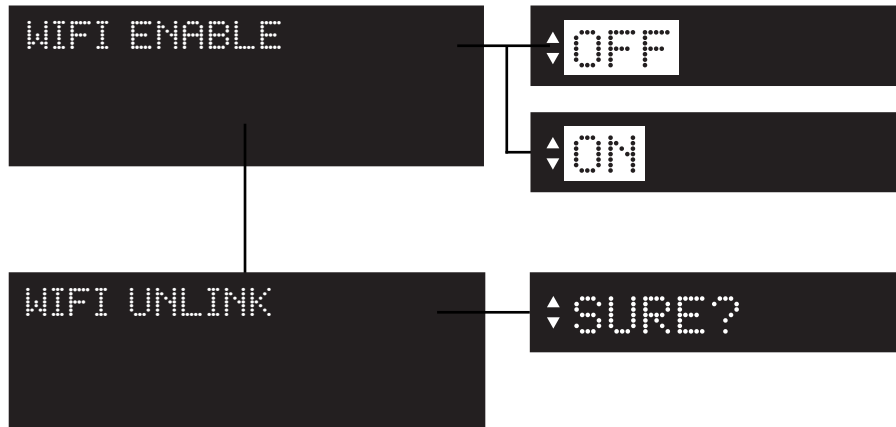 WIFI ENABLE
OFF
ON
WIFI UNLINK
SURE?